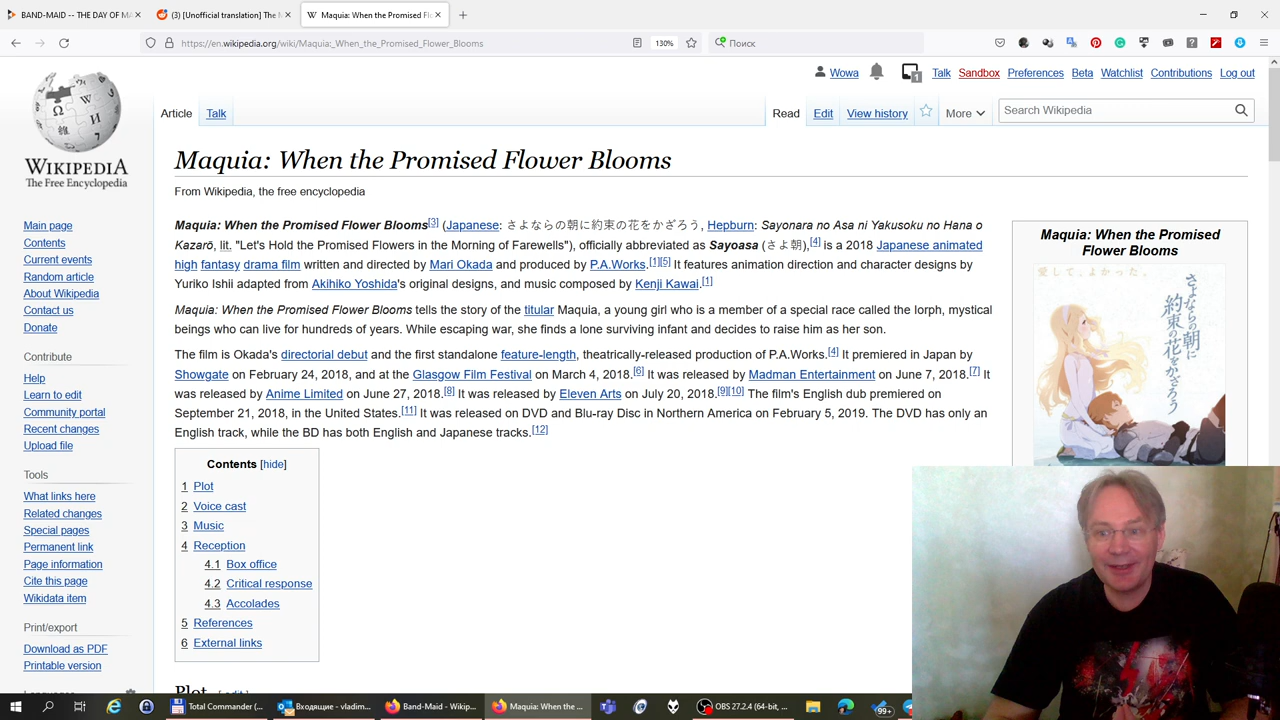 BAND-MAID -- THE DAY OF MA
(3) [Unofficial translation] The M
Maquia: When the Promised Fl
https://en.wikipedia.org/wiki/Maquia:_When_the_Promised_Flower_Blooms
130%
Поиск
Wowa
1
Talk
Sandbox
Preferences
Beta
Watchlist
Contributions
Log out
Article
Talk
Read
Edit
View history
More
Search Wikipedia
WIKIPEDIA
The Free Encyclopedia
Maquia: When the Promised Flower Blooms
From Wikipedia, the free encyclopedia
Maquia: When the Promised Flower Blooms[3] (Japanese: さよならの朝に約束の花をかざろう, Hepburn: Sayonara no Asa ni Yakusoku no Hana o
Kazarō, lit. "Let's Hold the Promised Flowers in the Morning of Farewells"), officially abbreviated as Sayoasa (さよ朝),[4] is a 2018 Japanese animated
high fantasy drama film written and directed by Mari Okada and produced by P.A.Works.[1][5] It features animation direction and character designs by
Yuriko Ishii adapted from Akihiko Yoshida's original designs, and music composed by Kenji Kawai.[1]
Maquia: When the Promised Flower Blooms tells the story of the titular Maquia, a young girl who is a member of a special race called the Iorph, mystical
beings who can live for hundreds of years. While escaping war, she finds a lone surviving infant and decides to raise him as her son.
The film is Okada's directorial debut and the first standalone feature-length, theatrically-released production of P.A.Works.[4] It premiered in Japan by
Showgate on February 24, 2018, and at the Glasgow Film Festival on March 4, 2018.[6] It was released by Madman Entertainment on June 7, 2018.[7] It
was released by Anime Limited on June 27, 2018.[8] It was released by Eleven Arts on July 20, 2018.[9][10] The film's English dub premiered on
September 21, 2018, in the United States.[11] It was released on DVD and Blu-ray Disc in Northern America on February 5, 2019. The DVD has only an
English track, while the BD has both English and Japanese tracks.[12]
Maquia: When the Promised
Flower Blooms
愛して、よかった。
さよならの朝に
約束の花をかざろう
Main page
Contents
Current events
Random article
About Wikipedia
Contact us
Donate
Contribute
Help
Learn to edit
Community portal
Recent changes
Upload file
Tools
What links here
Related changes
Special pages
Permanent link
Page information
Cite this page
Wikidata item
Print/export
Download as PDF
Printable version
Languages
Contents [hide]
1 Plot
2 Voice cast
3 Music
4 Reception
4.1 Box office
4.2 Critical response
4.3 Accolades
5 References
6 External links
Plot [ edit ]
Total Commander (...
Входящие - vladim...
Band-Maid - Wikip...
Maquia: When the ...
OBS 27.2.4 (64-bit, ...
99+